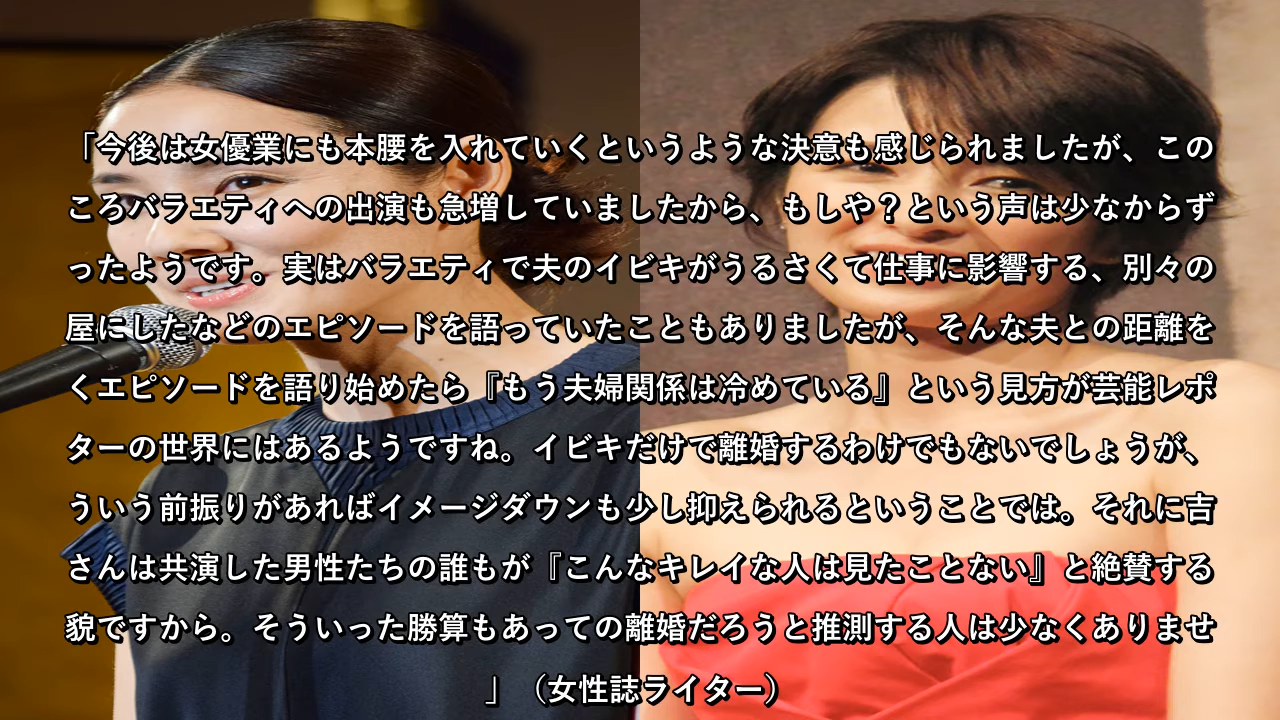 「今後は女優業にも本腰を入れていくというような決意も感じられましたが、この
ころバラエティへの出演も急増していましたから、もしや？という声は少なからず
ったようです。実はバラエティで夫のイビキがうるさくて仕事に影響する、別々の
屋にしたなどのエピソードを語っていたこともありましたが、そんな夫との距離を
くエピソードを語り始めたら『もう夫婦関係は冷めている』という見方が芸能レポ
ターの世界にはあるようですね。イビキだけで離婚するわけでもないでしょうが、
ういう前振りがあればイメージダウンも少し抑えられるということでは。それに吉
さんは共演した男性たちの誰もが『こんなキレイな人は見たことない』と絶賛する
貌ですから。そういった勝算もあっての離婚だろうと推測する人は少なくありませ
」（女性誌ライター）